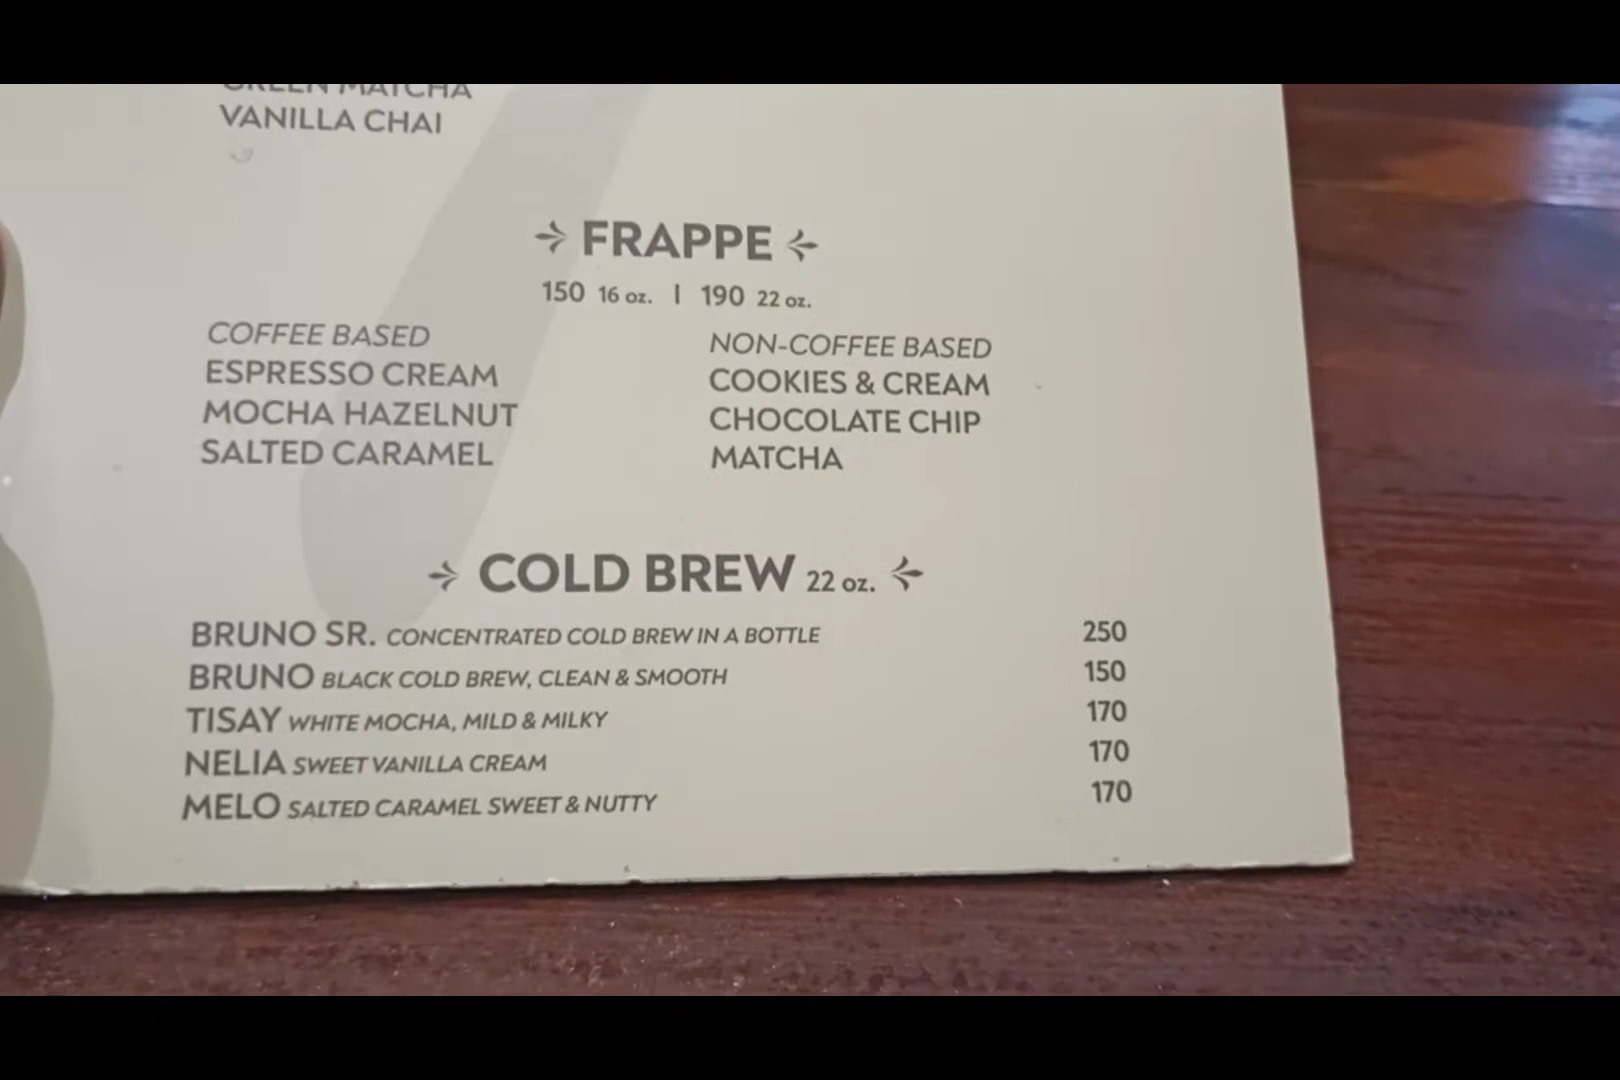 GREEN MATCHA
VANILLA CHAI
FRAPPE
150 16 oz. | 190 22 oz.
COFFEE BASED
ESPRESSO CREAM
MOCHA HAZELNUT
SALTED CARAMEL
NON-COFFEE BASED
COOKIES & CREAM
CHOCOLATE CHIP
MATCHA
COLD BREW 22 oz.
BRUNO SR. CONCENTRATED COLD BREW IN A BOTTLE 250
BRUNO BLACK COLD BREW, CLEAN & SMOOTH 150
TISAY WHITE MOCHA, MILD & MILKY 170
NELIA SWEET VANILLA CREAM 170
MELO SALTED CARAMEL SWEET & NUTTY 170